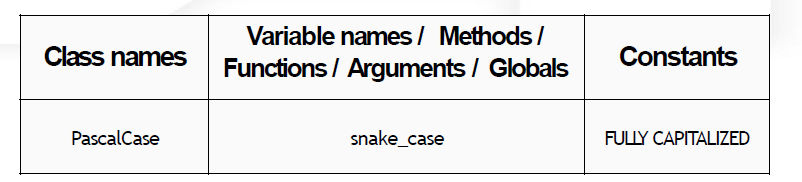 Class names
Variable names / Methods /
Functions / Arguments / Globals
Constants
PascalCase
snake_case
FULLY CAPITALIZED